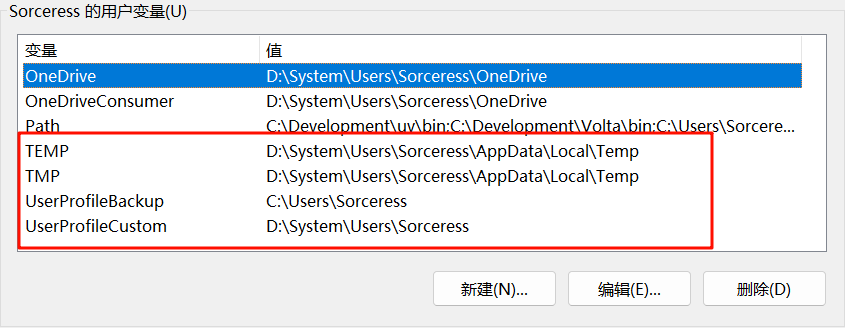 Sorceress 的用户变量(U)
变量 值
OneDrive D:\System\Users\Sorceress\OneDrive
OneDriveConsumer D:\System\Users\Sorceress\OneDrive
Path C:\Development\uv\bin;C:\Development\Volta\bin;C:\Users\Sorcere...
TEMP D:\System\Users\Sorceress\AppData\Local\Temp
TMP D:\System\Users\Sorceress\AppData\Local\Temp
UserProfileBackup C:\Users\Sorceress
UserProfileCustom D:\System\Users\Sorceress
新建(N)... 编辑(E)... 删除(D)